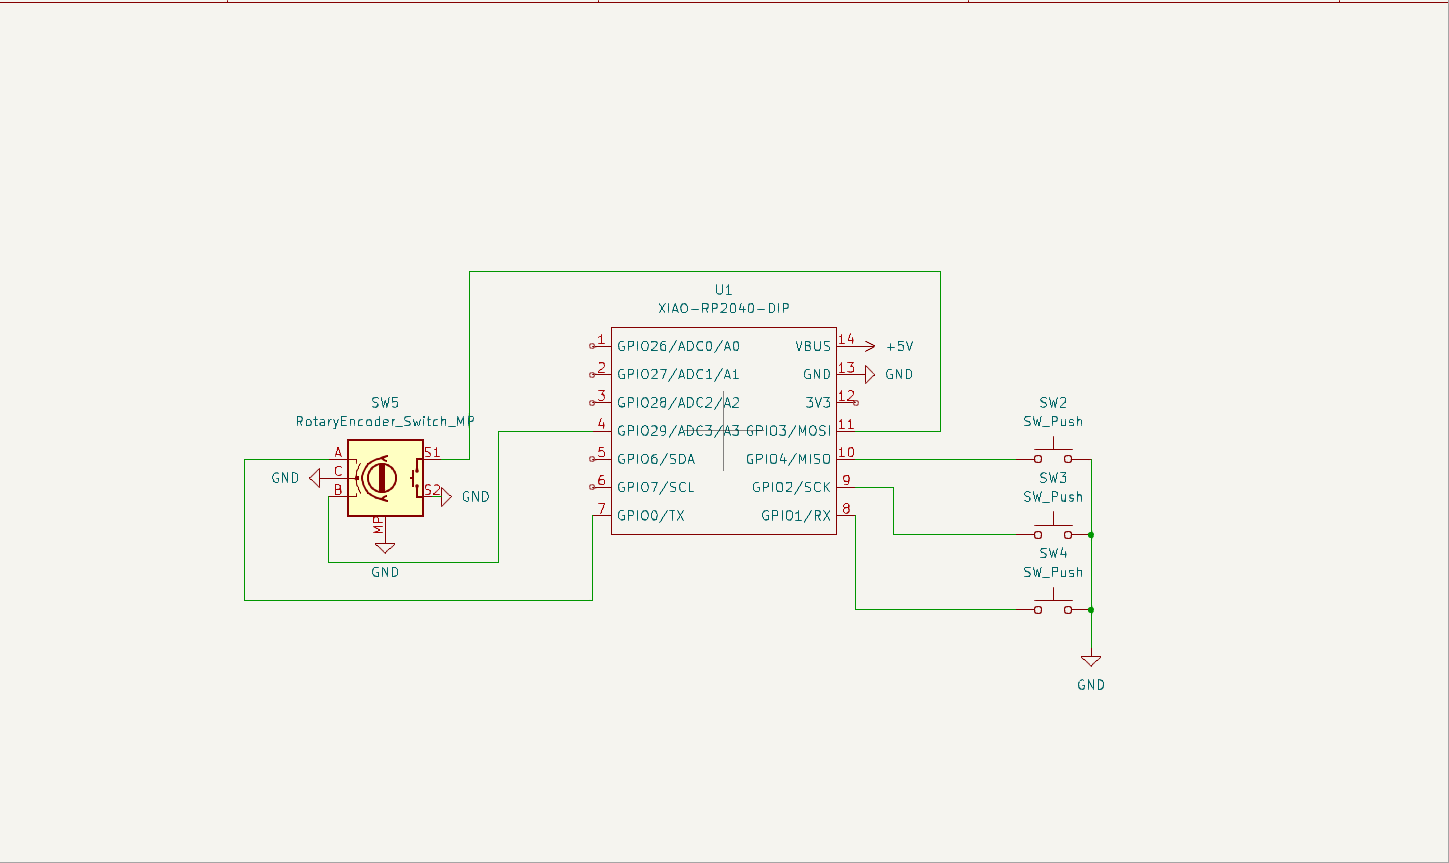 U1
XIAO-RP2040-DIP
1
GPIO26/ADC0/A0
VBUS
14
+5V
2
GPIO27/ADC1/A1
GND
13
GND
3
GPIO28/ADC2/A2
3V3
12
4
GPIO29/ADC3/A3
GPIO3/MOSI
11
5
GPIO6/SDA
GPIO4/MISO
10
6
GPIO7/SCL
GPIO2/SCK
9
7
GPIO0/TX
GPIO1/RX
8
SW5
RotaryEncoder_Switch_MP
A
S1
GND
C
B
S2
GND
MP
GND
SW2
SW_Push
SW3
SW_Push
SW4
SW_Push
GND